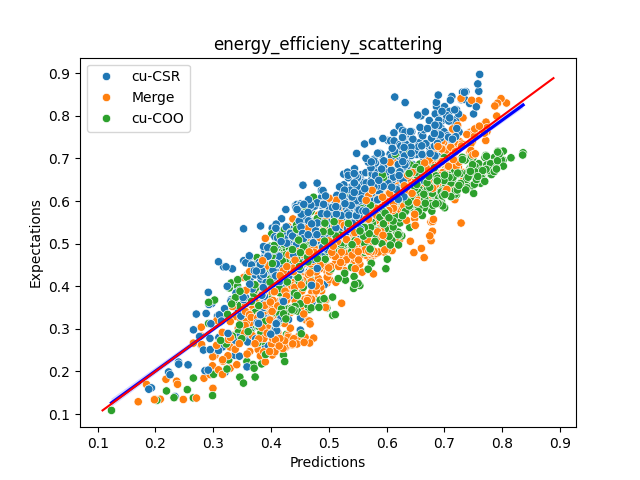 energy_efficieny_scattering
cu-CSR
Merge
cu-COO
Expectations
0.9
0.8
0.7
0.6
0.5
0.4
0.3
0.2
0.1
0.1 0.2 0.3 0.4 0.5 0.6 0.7 0.8 0.9
Predictions